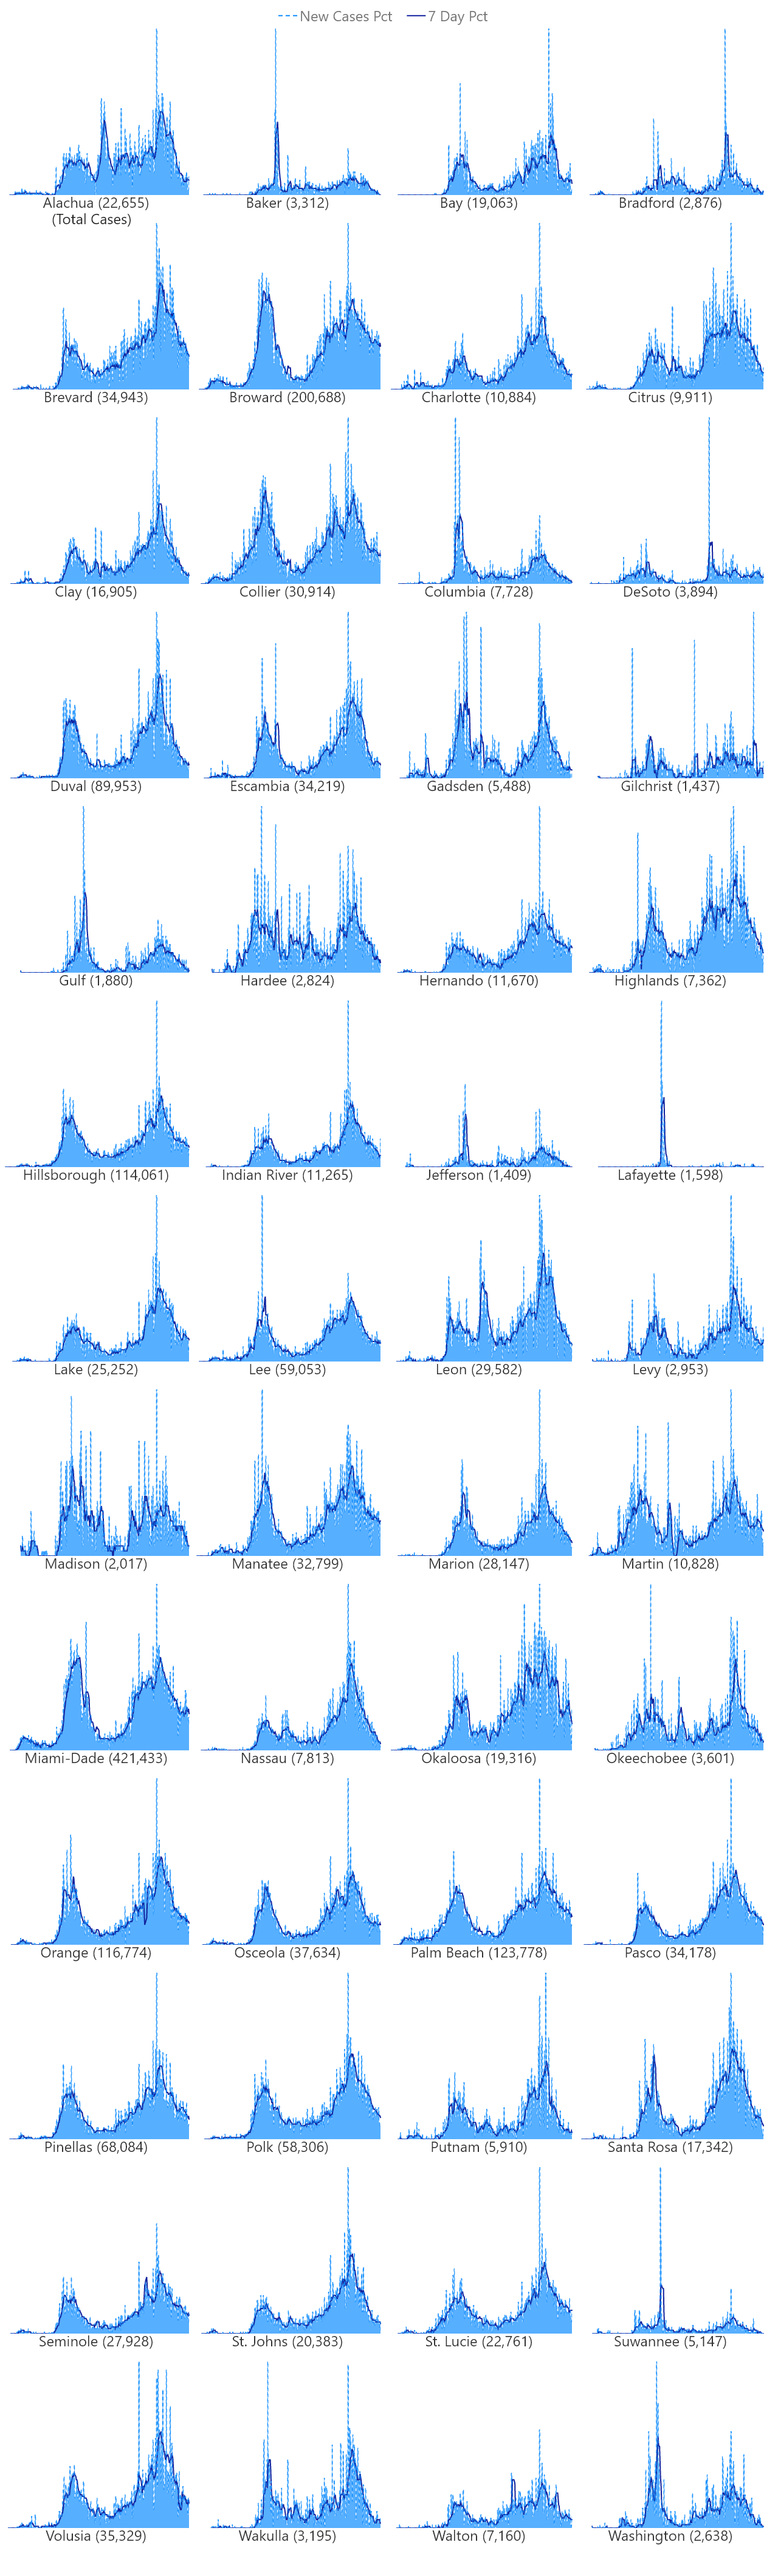 New Cases Pct 7 Day Pct
Alachua (22,655) Baker (3,312) Bay (19,063) Bradford (2,876)
(Total Cases)
Brevard (34,943) Broward (200,688) Charlotte (10,884) Citrus (9,911)
Clay (16,905) Collier (30,914) Columbia (7,728) DeSoto (3,894)
Duval (89,953) Escambia (34,219) Gadsden (5,488) Gilchrist (1,437)
Gulf (1,880) Hardee (2,824) Hernando (11,670) Highlands (7,362)
Hillsborough (114,061) Indian River (11,265) Jefferson (1,409) Lafayette (1,598)
Lake (25,252) Lee (59,053) Leon (29,582) Levy (2,953)
Madison (2,017) Manatee (32,799) Marion (28,147) Martin (10,828)
Miami-Dade (421,433) Nassau (7,813) Okaloosa (19,316) Okeechobee (3,601)
Orange (116,774) Osceola (37,634) Palm Beach (123,778) Pasco (34,178)
Pinellas (68,084) Polk (58,306) Putnam (5,910) Santa Rosa (17,342)
Seminole (27,928) St. Johns (20,383) St. Lucie (22,761) Suwannee (5,147)
Volusia (35,329) Wakulla (3,195) Walton (7,160) Washington (2,638)